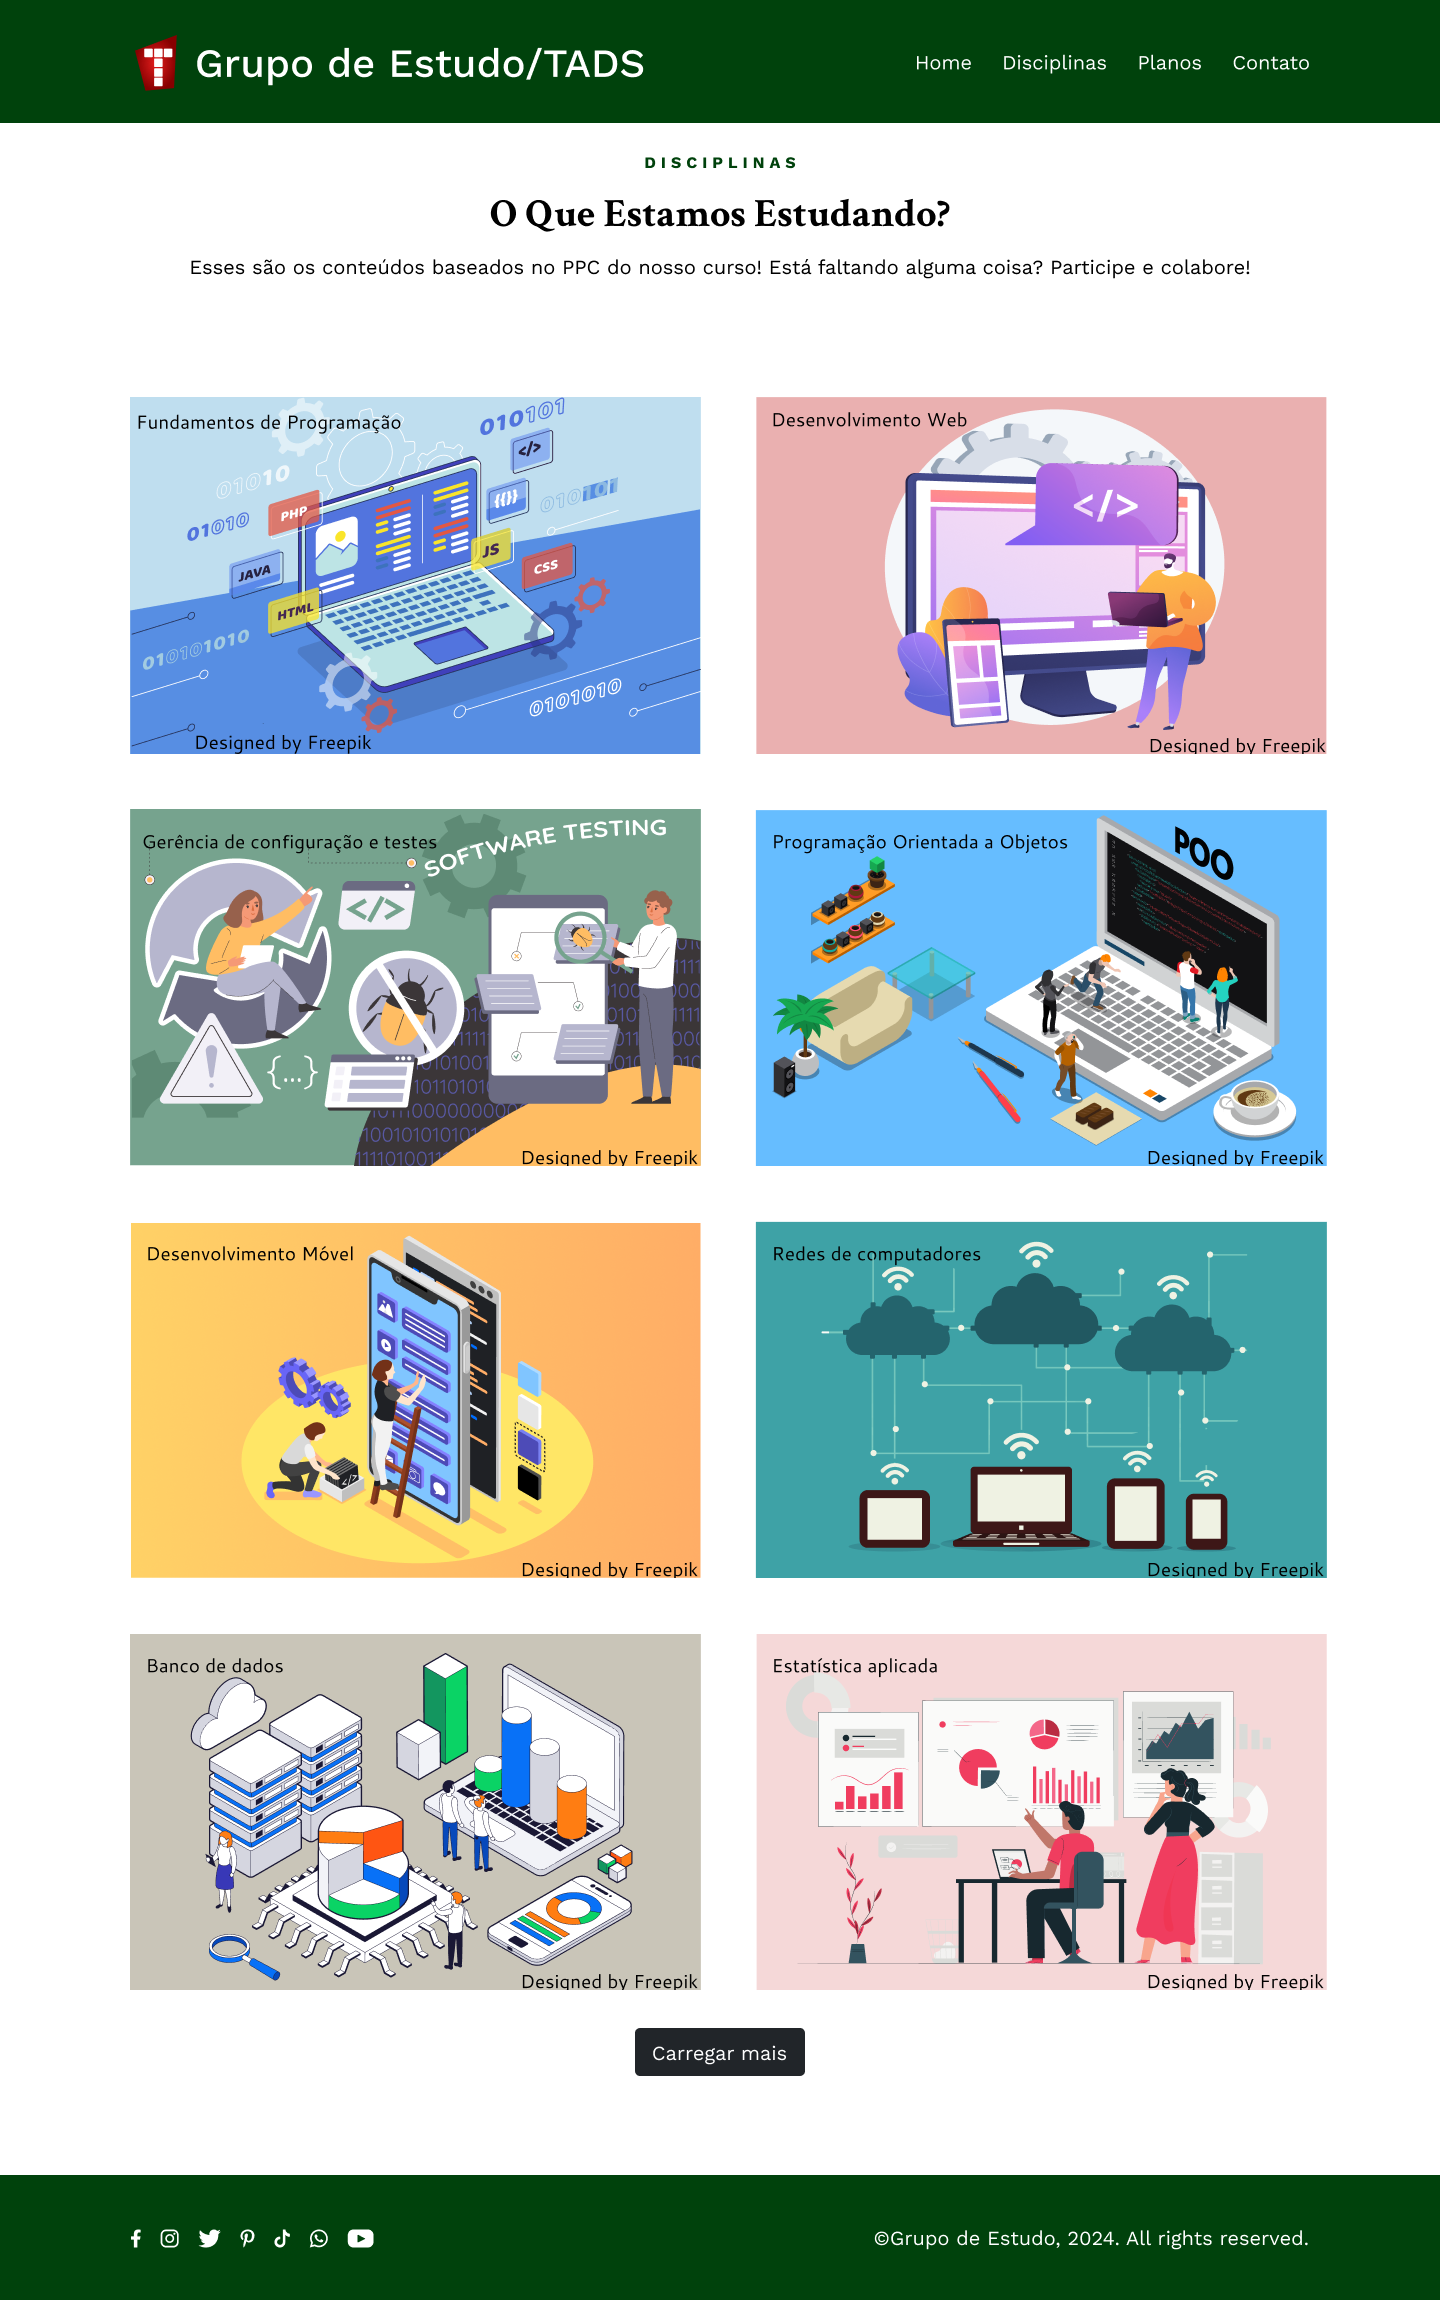 Grupo de Estudo/TADS
Home Disciplinas Planos Contato
DISCIPLINAS
O Que Estamos Estudando?
Esses são os conteúdos baseados no PPC do nosso curso! Está faltando alguma coisa? Participe e colabore!
Fundamentos de Programação
010101
</>
01010
{{}}
010101
01010
PHP
JS
CSS
JAVA
HTML
010101010
0101010
Designed by Freepik
Desenvolvimento Web
</>
Designed by Freepik
Gerência de configuração e testes
SOFTWARE TESTING
</>
{...}
!
Designed by Freepik
Programação Orientada a Objetos
POO
Designed by Freepik
Desenvolvimento Móvel
</>
Designed by Freepik
Redes de computadores
Designed by Freepik
Banco de dados
Designed by Freepik
Estatística aplicada
Designed by Freepik
Carregar mais
©Grupo de Estudo, 2024. All rights reserved.